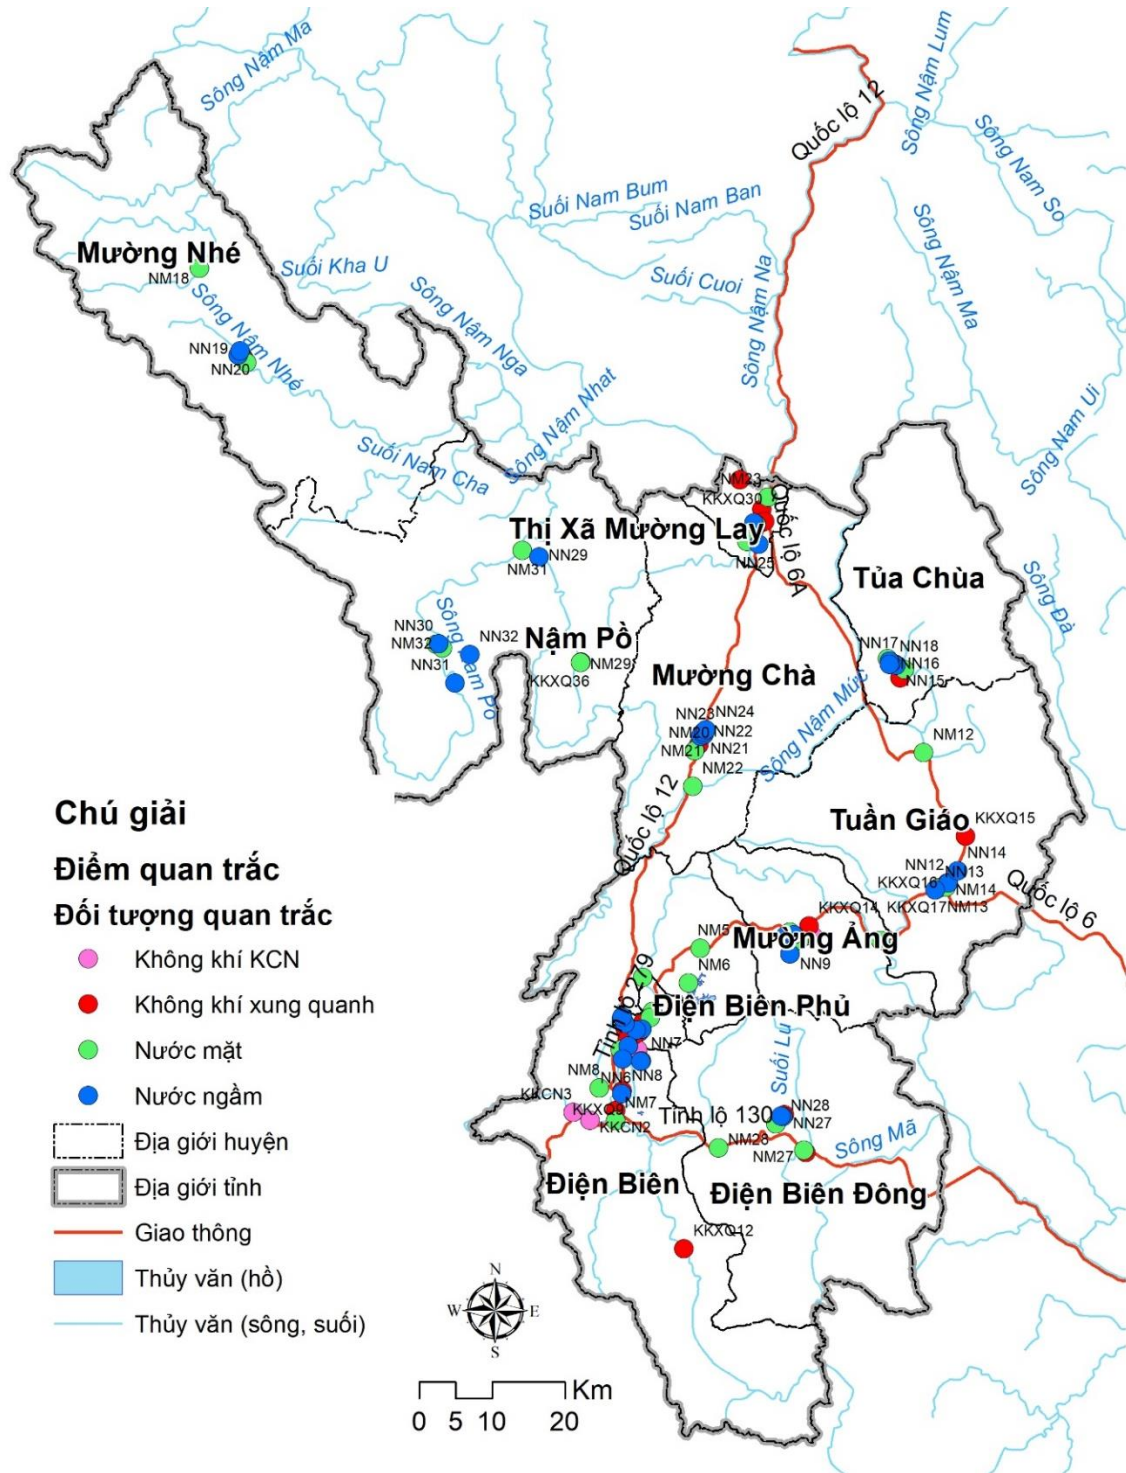 Sông Nậm Ma
Quốc lộ 12
Sông Nậm Lum
Sông Nam So
Suối Nam Bum
Suối Nam Ban
Mường Nhé
NM18
Suối Kha U
Suối Cuoi
Sông Nậm Na
Sông Nậm Ma
Sông Nậm Nhé
Sông Nậm Nga
NN19
NN20
Sông Nậm Nhat
Sông Nam Ui
Suối Nam Cha
NM23
KKXQ30
Quốc lộ 6A
Thị Xã Mường Lay
NN25
NN29
NM31
Tủa Chùa
Sông Đà
NN30
NM32
NN31
NN32
Sông Nam Pồ
Nậm Pồ
NM29
KKXQ36
NN17
NN18
NN16
NN15
Mường Chà
Sông Nậm Mức
NN23
NN24
NM20
NN22
NM21
NN21
NM22
NM12
Quốc lộ 12
Tuần Giáo
KKXQ15
NN14
NN12
NN13
KKXQ16
NM14
KKXQ17
NM13
Quốc lộ 6
KKXQ14
NM5
Mường Ảng
NM6
NN9
Điện Biên Phủ
Tỉnh lộ 279
NN7
Suối Lu
NM8
NN6
NN8
KKCN3
KKXQ9
NM7
KKCN2
Tỉnh lộ 130
NN28
NN27
NM28
NM27
Sông Mã
Điện Biên
Điện Biên Đông
KKXQ12
Chú giải
Điểm quan trắc
Đối tượng quan trắc
Không khí KCN
Không khí xung quanh
Nước mặt
Nước ngầm
Địa giới huyện
Địa giới tỉnh
Giao thông
Thủy văn (hồ)
Thủy văn (sông, suối)
N
W
E
S
Km
0 5 10 20